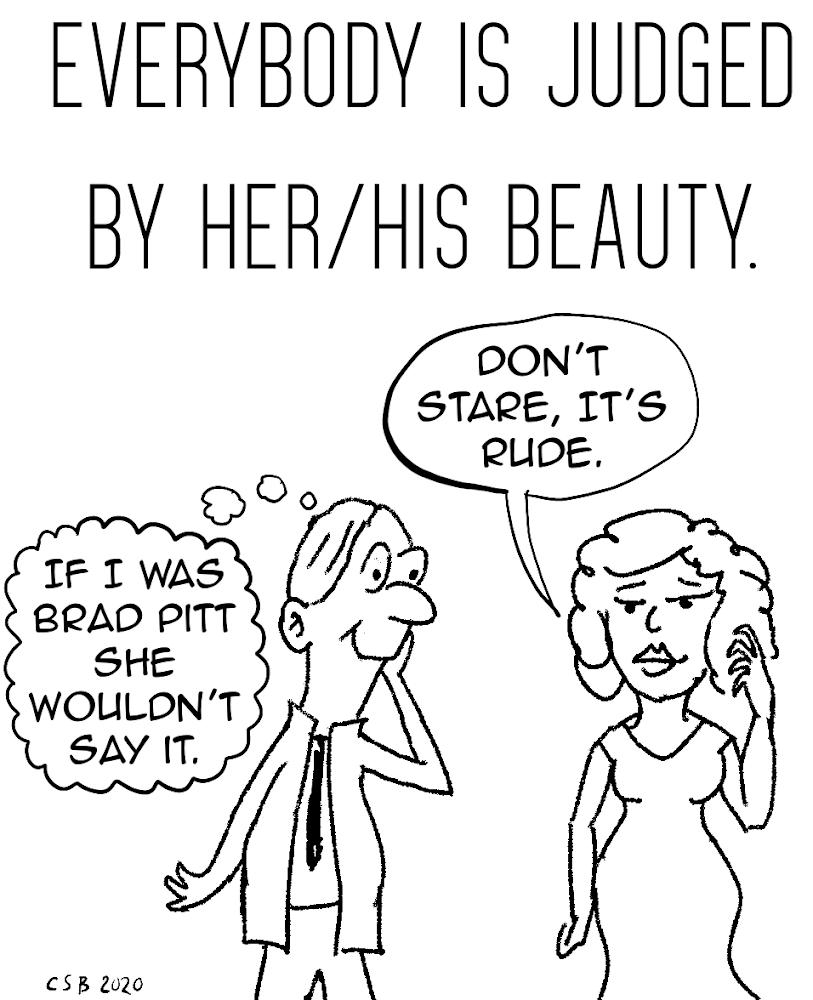 EVERYBODY IS JUDGED
BY HER/HIS BEAUTY.
DON'T
STARE, IT'S
RUDE.
IF I WAS
BRAD PITT
SHE
WOULDN'T
SAY IT.
CSB 2020